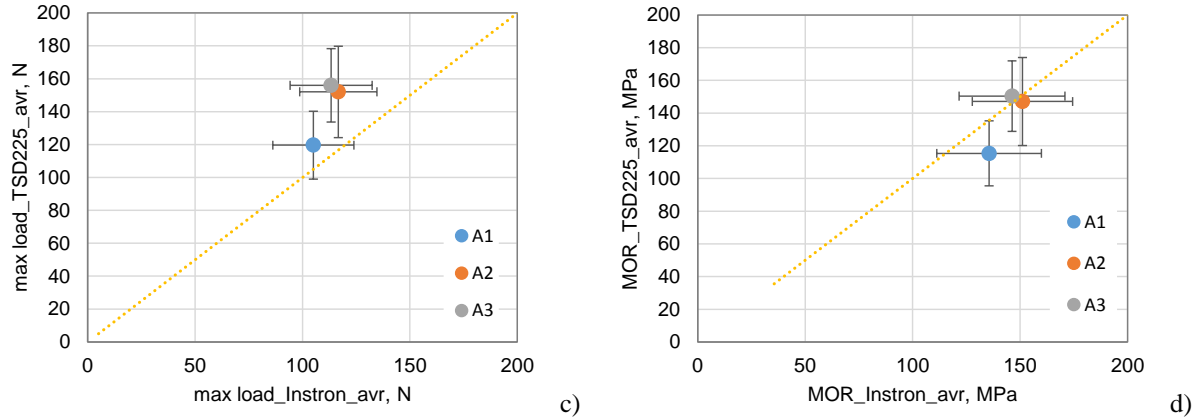 200
180
160
140
120
100
80
60
40
20
0
max load_TSD225_avr, N
A1
A2
A3
0 50 100 150 200
max load_Instron_avr, N
c)
200
180
160
140
120
100
80
60
40
20
0
MOR_TSD225_avr, MPa
A1
A2
A3
0 50 100 150 200
MOR_Instron_avr, MPa
d)